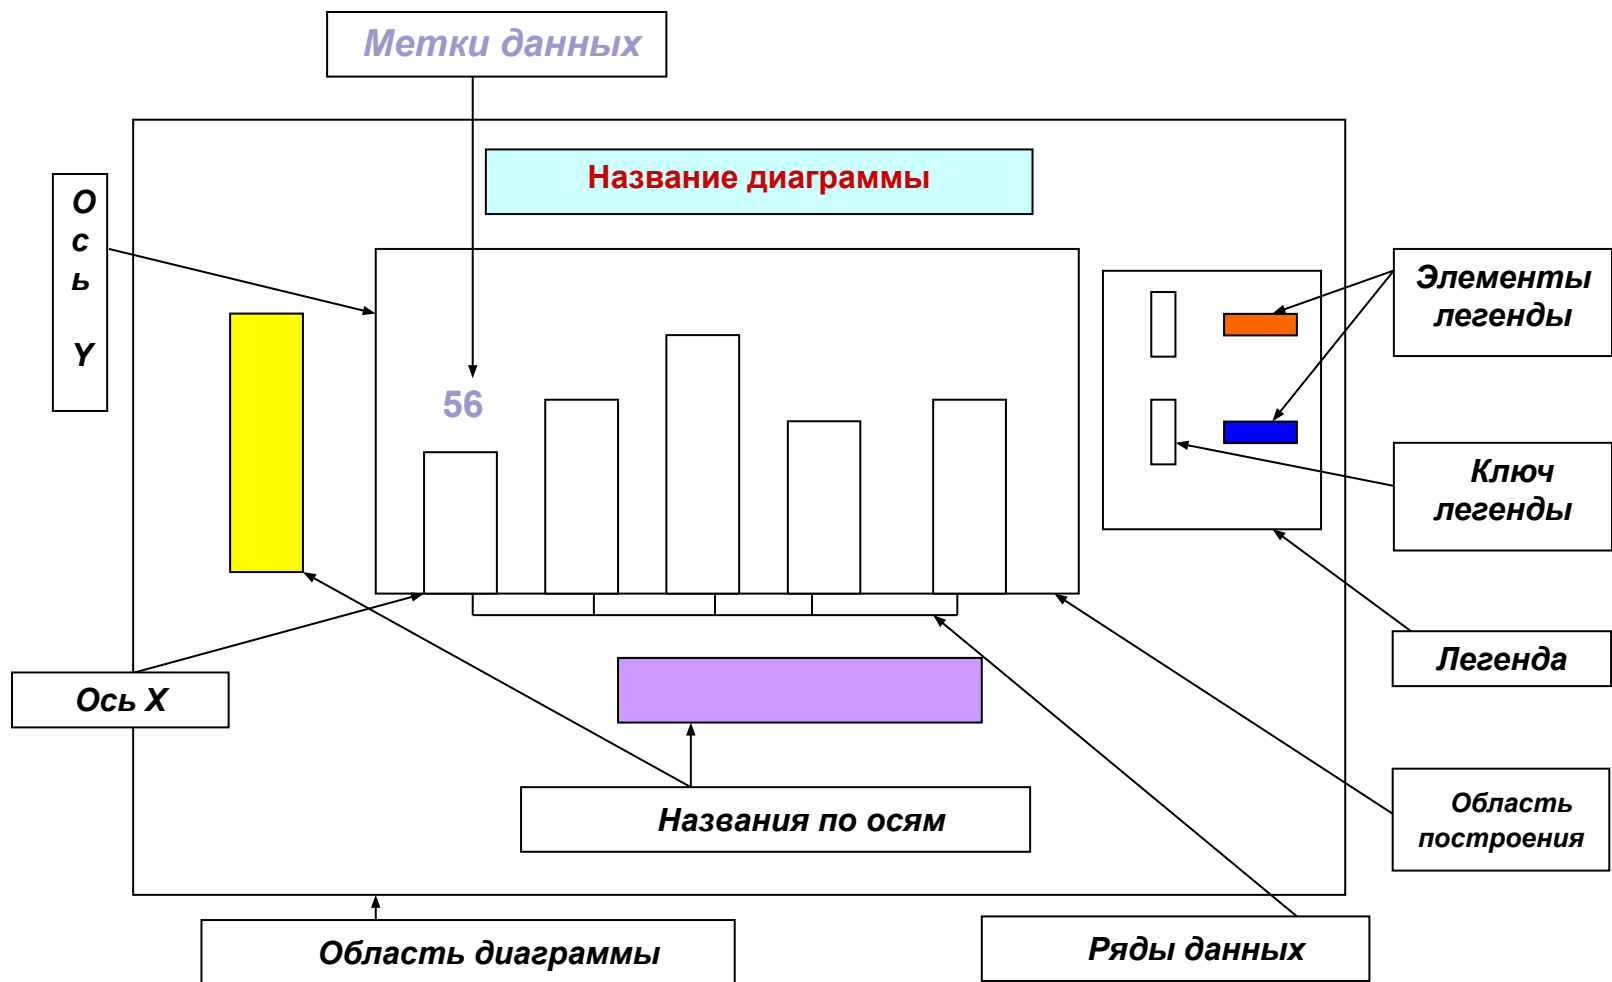 Метки данных
Название диаграммы
О
с
ь
Y
56
Элементы
легенды
Ключ
легенды
Легенда
Ось X
Названия по осям
Область
построения
Область диаграммы
Ряды данных